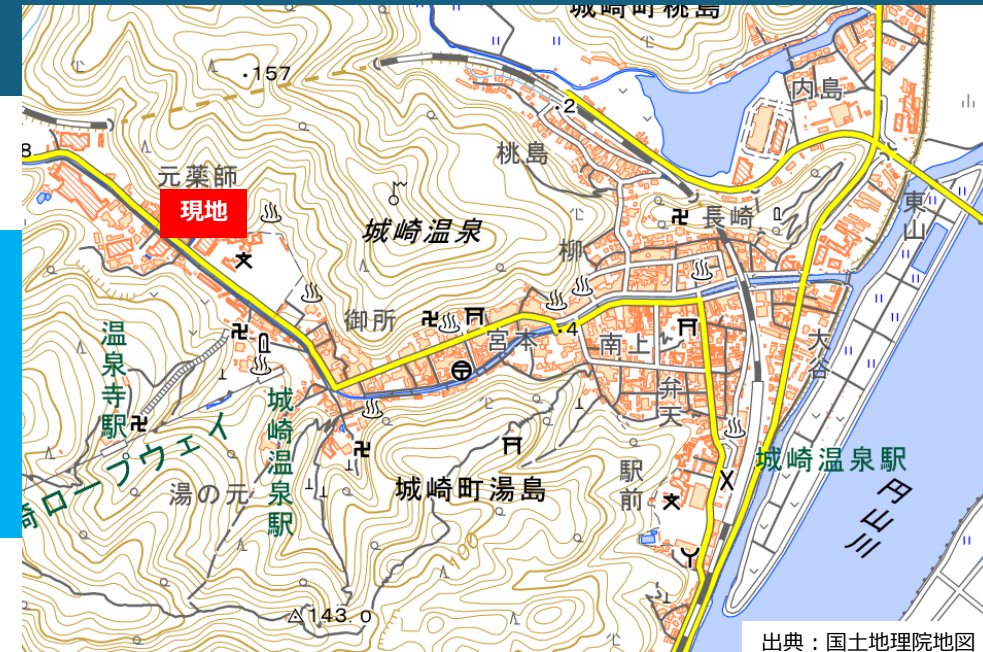 城崎町桃島
・157
内島
・2
桃島
8
元薬師
現地
長崎
東山
城崎温泉
柳
御所
・4
宮本
南上
大谷
温泉寺駅
弁天
城崎温泉駅
城崎温泉駅
崎ロープウェイ
湯の元
城崎町湯島
駅前
円山川
100
143.0
出典：国土地理院地図